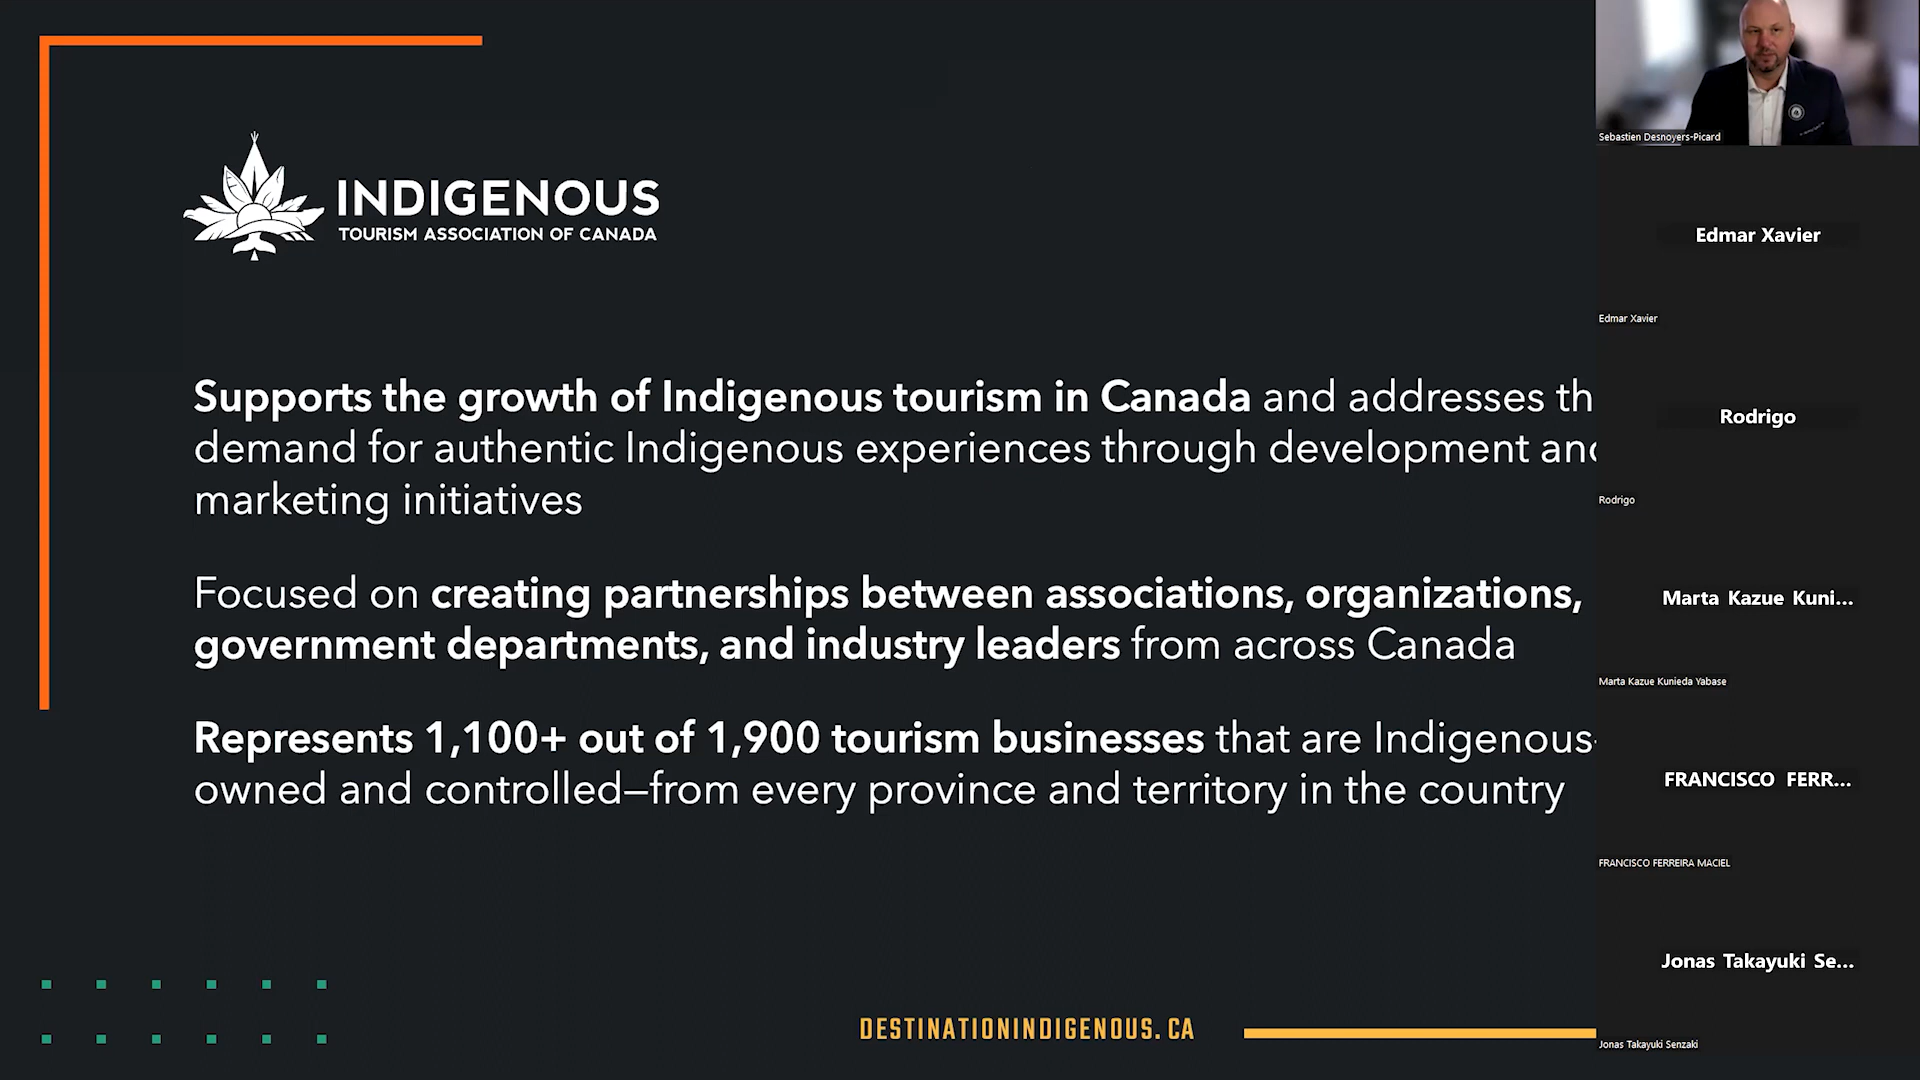 INDIGENOUS
TOURISM ASSOCIATION OF CANADA
Supports the growth of Indigenous tourism in Canada and addresses th
demand for authentic Indigenous experiences through development and
marketing initiatives
Focused on creating partnerships between associations, organizations,
government departments, and industry leaders from across Canada
Represents 1,100+ out of 1,900 tourism businesses that are Indigenous-
owned and controlled—from every province and territory in the country
DESTINATIONINDIGENOUS.CA
Sebastien Desnoyers-Picard
Edmar Xavier
Edmar Xavier
Rodrigo
Rodrigo
Marta Kazue Kuni...
Marta Kazue Kunieda Yabase
FRANCISCO FERR...
FRANCISCO FERREIRA MACIEL
Jonas Takayuki Se...
Jonas Takayuki Senzaki